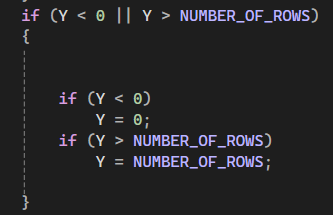 if (Y < 0 || Y > NUMBER_OF_ROWS)
{
if (Y < 0)
Y = 0;
if (Y > NUMBER_OF_ROWS)
Y = NUMBER_OF_ROWS;
}